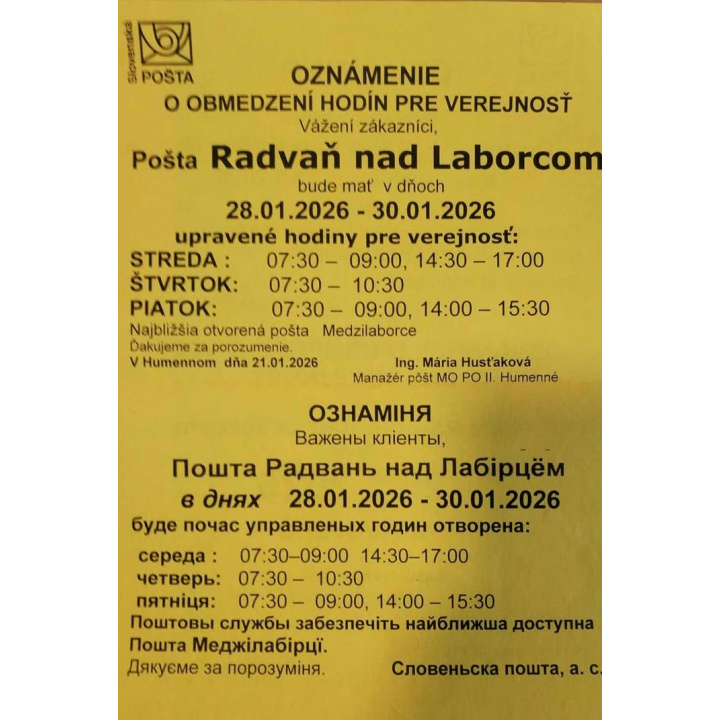 Slovenská
POŠTA
OZNÁMENIE
O OBMEDZENÍ HODÍN PRE VEREJNOSŤ
Vážení zákazníci,
Pošta Radvaň nad Laborcom
bude mať v dňoch
28.01.2026 - 30.01.2026
upravené hodiny pre verejnosť:
STREDA : 07:30 – 09:00, 14:30 – 17:00
ŠTVRTOK: 07:30 – 10:30
PIATOK: 07:30 – 09:00, 14:00 – 15:30
Najbližšia otvorená pošta Medzilaborce
Ďakujeme za porozumenie.
V Humennom dňa 21.01.2026 Ing. Mária Husťaková
Manažér pôšt MO PO II. Humenné
ОЗНАМІНЯ
Важены кліенты,
Пошта Радвань над Лабірцём
в днях 28.01.2026 - 30.01.2026
буде почас управленых годин отворена:
середа : 07:30–09:00 14:30–17:00
четверь: 07:30 – 10:30
пятніця: 07:30 – 09:00, 14:00 – 15:30
Поштовы службы забезпечіть найближша доступна
Пошта Меджілабірцї.
Дякуєме за порозуміня. Словеньска пошта, а. с.